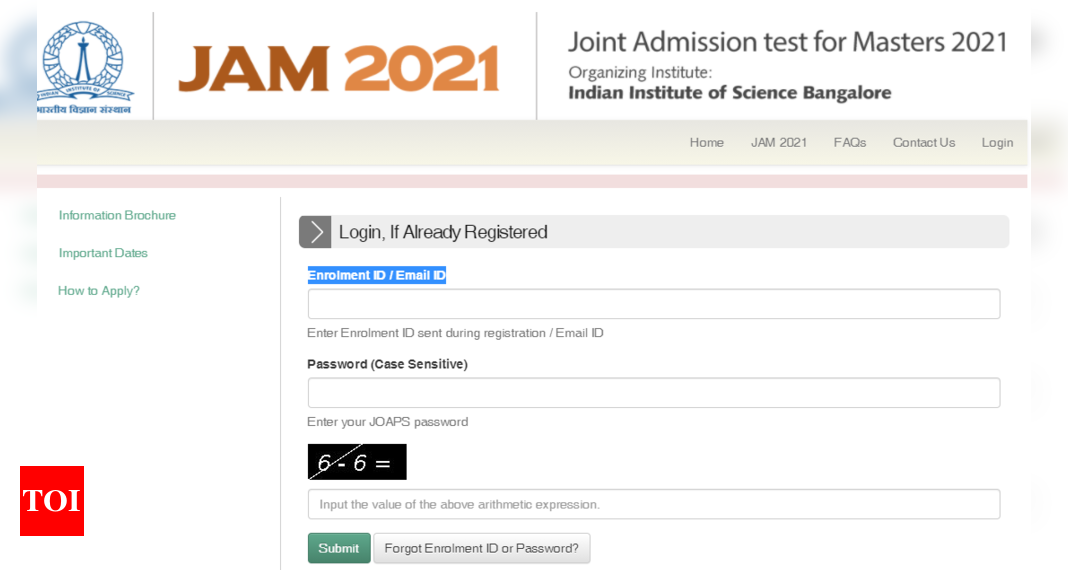 INDIAN INSTITUTE OF SCIENCE
भारतीय विज्ञान संस्थान
JAM 2021
Joint Admission test for Masters 2021
Organizing Institute:
Indian Institute of Science Bangalore
Home JAM 2021 FAQs Contact Us Login
Information Brochure
Important Dates
How to Apply?
Login, If Already Registered
Enrolment ID / Email ID
Enter Enrolment ID sent during registration / Email ID
Password (Case Sensitive)
Enter your JOAPS password
6 - 6 =
Input the value of the above arithmetic expression.
Submit Forgot Enrolment ID or Password?
TOI